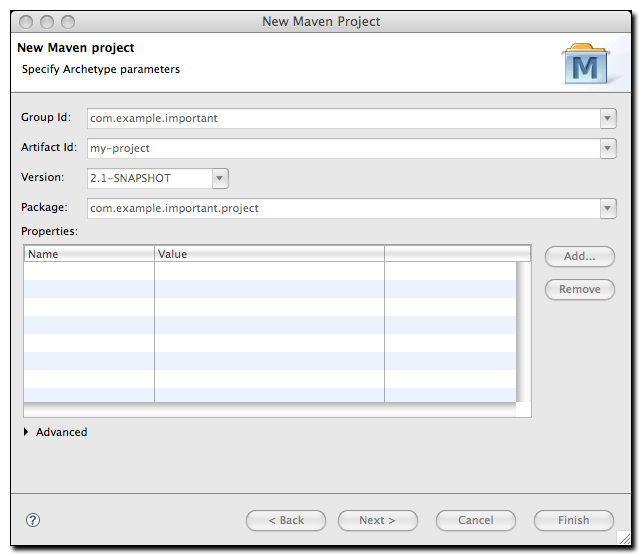 New Maven Project
New Maven project
Specify Archetype parameters
M
Group Id: com.example.important
Artifact Id: my-project
Version: 2.1-SNAPSHOT
Package: com.example.important.project
Properties:
Name Value
Add...
Remove
Advanced
? < Back Next > Cancel Finish